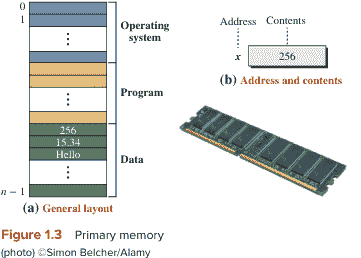 0
1
Operating
system
Program
256
15.34
Hello
Data
n − 1
(a) General layout
Address Contents
x 256
(b) Address and contents
Figure 1.3 Primary memory
(photo) ©Simon Belcher/Alamy